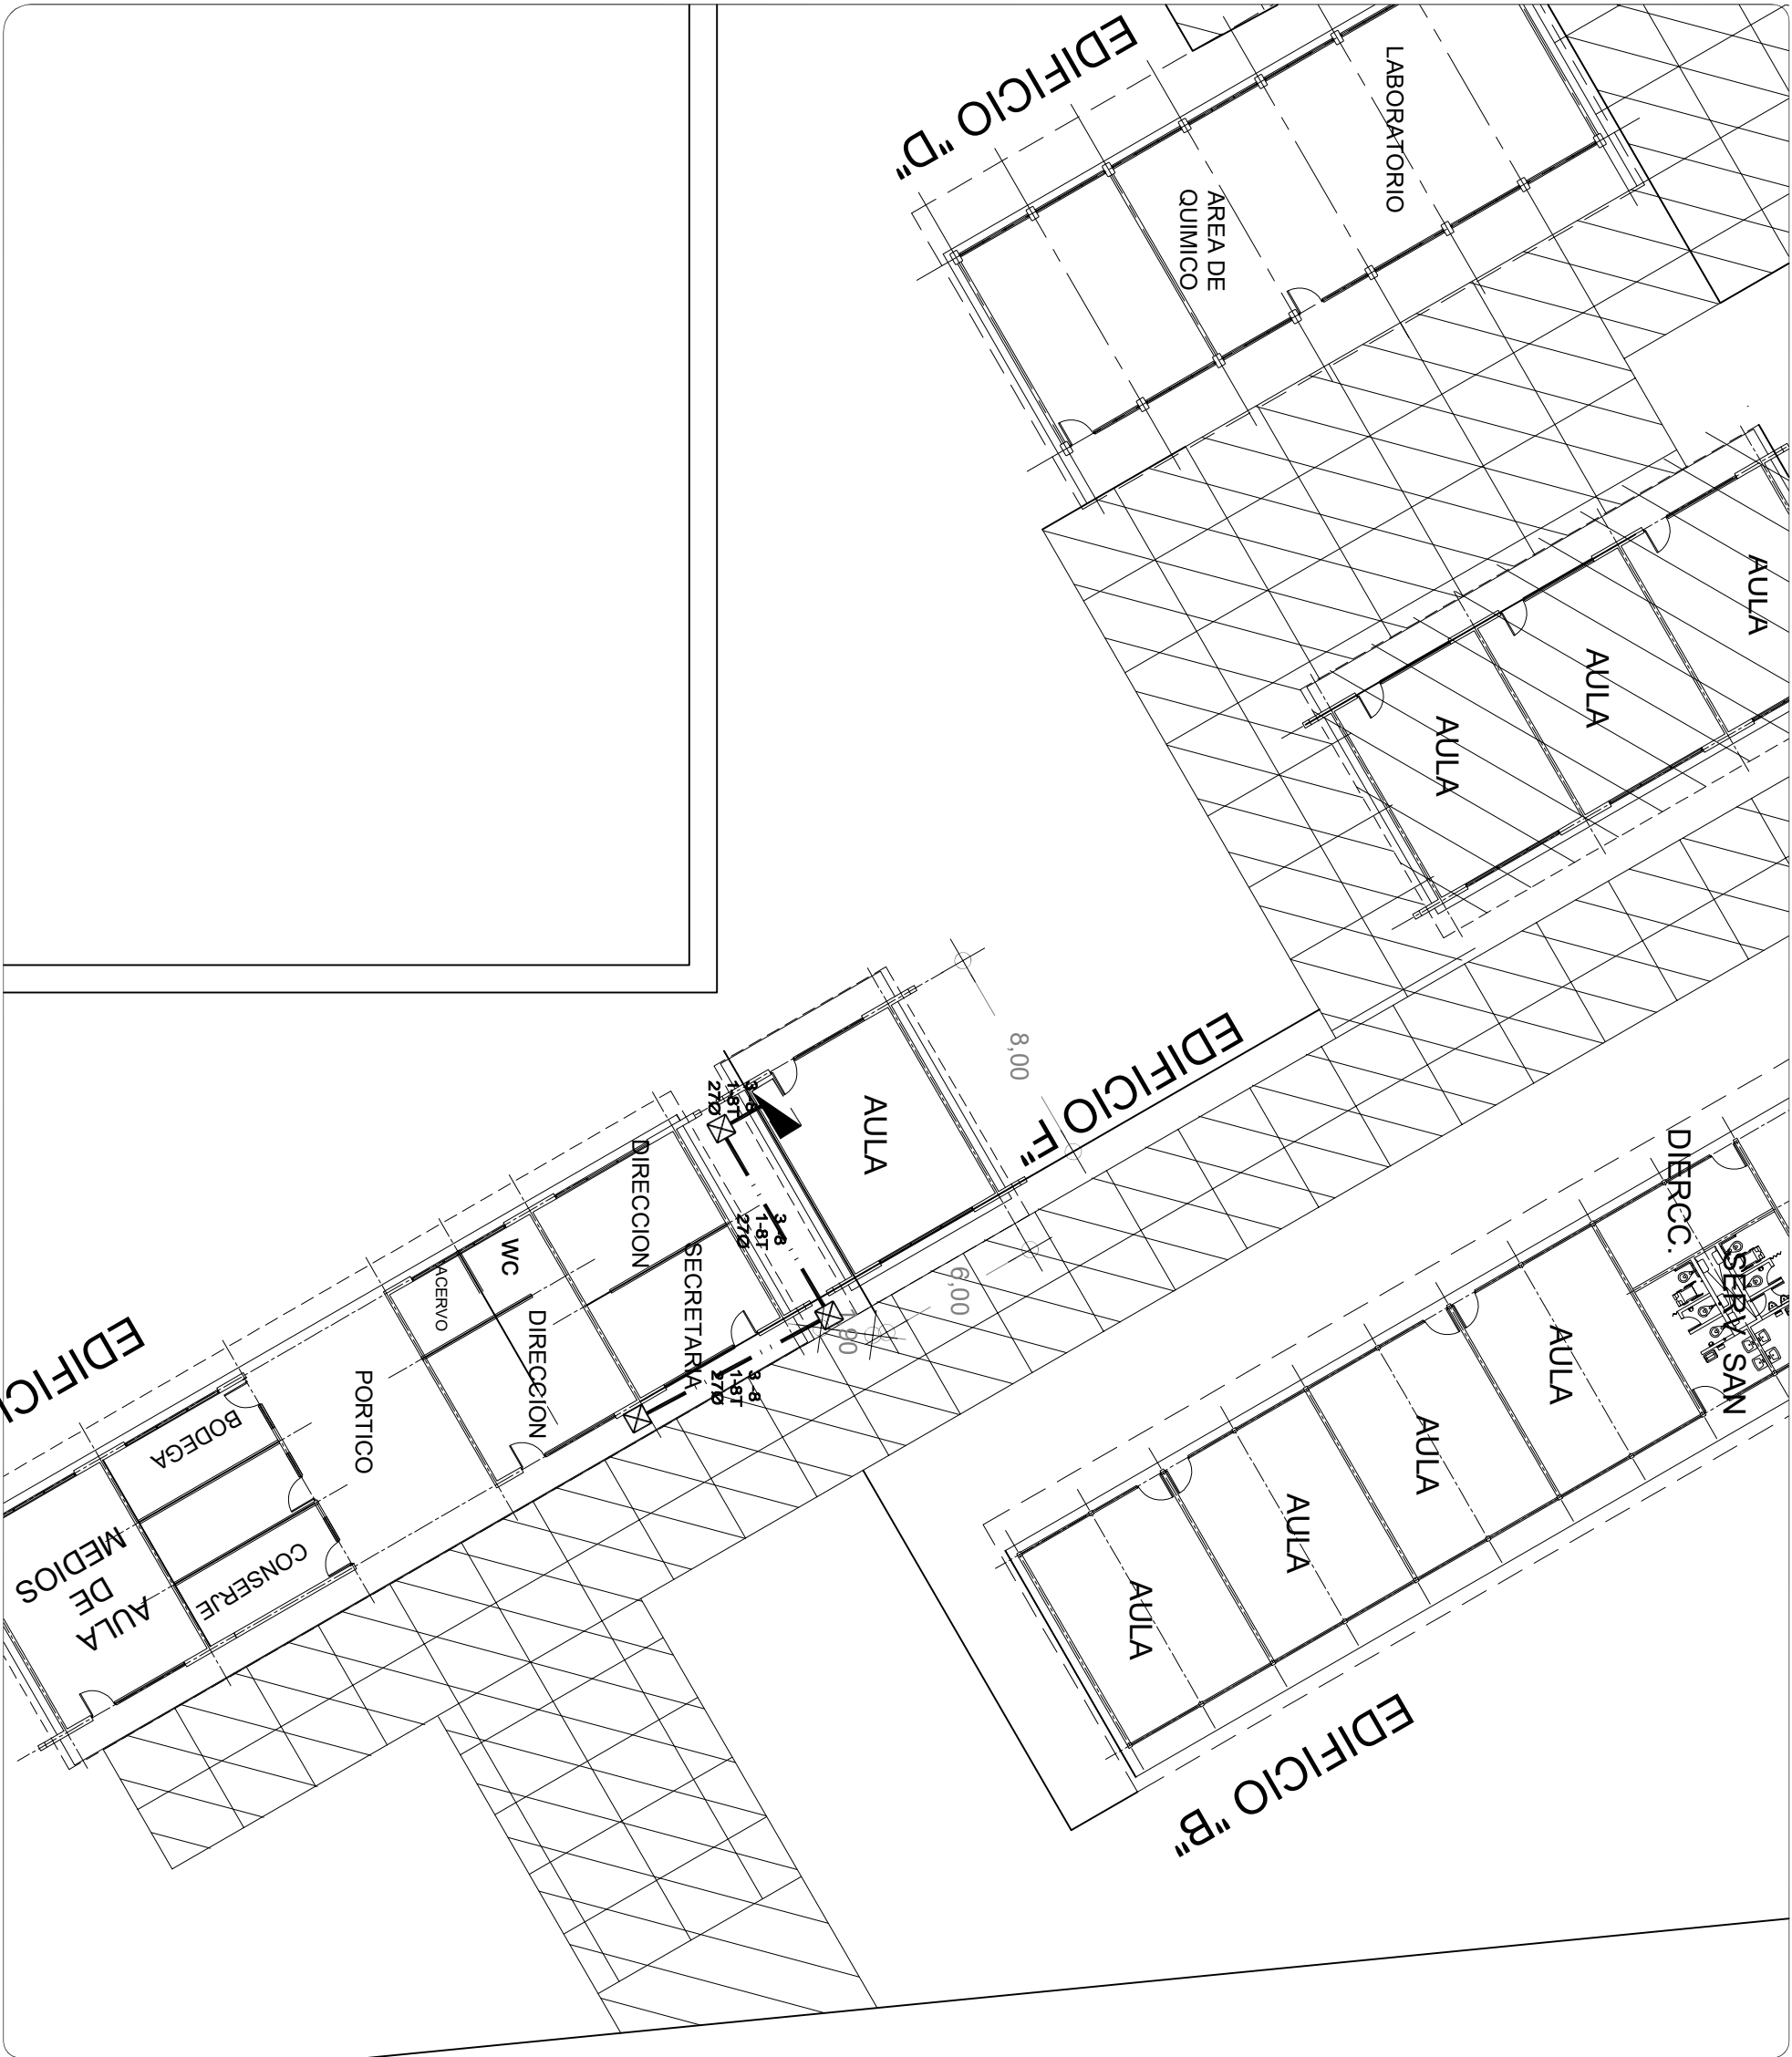 EDIFICIO "D"
LABORATORIO
AREA DE
QUIMICO
AULA
AULA
AULA
8,00
EDIFICIO "F"
AULA
3-8
1-8T
27Ø
DIRECCION
3-8
1-8T
27Ø
SECRETARIA
6,00
WC
ACERVO
DIRECCION
3-8
1-8T
27Ø
PORTICO
EDIFICI
BODEGA
CONSERJE
AULA
DE
MEDIOS
DIERCC.
SERV. SAN
AULA
AULA
AULA
AULA
EDIFICIO "B"